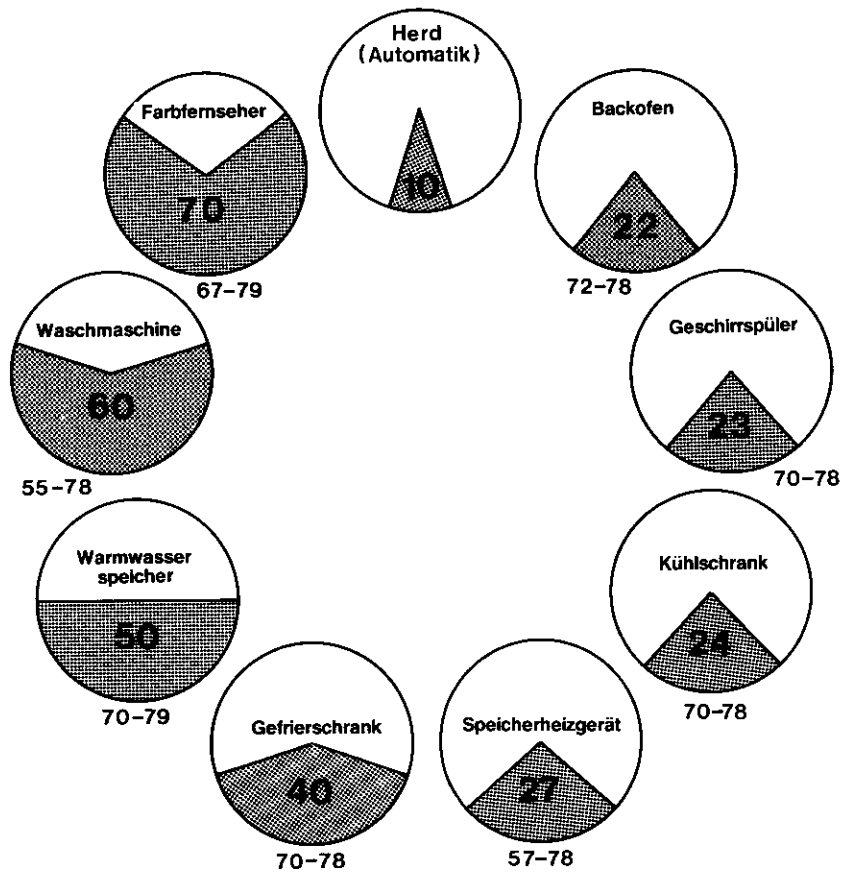 Herd
(Automatik)
10
Backofen
22
72-78
Geschirrspüler
23
70-78
Kühlschrank
24
70-78
Speicherheizgerät
27
57-78
Gefrierschrank
40
70-78
Warmwasser
speicher
50
70-79
Waschmaschine
60
55-78
Farbfernseher
70
67-79